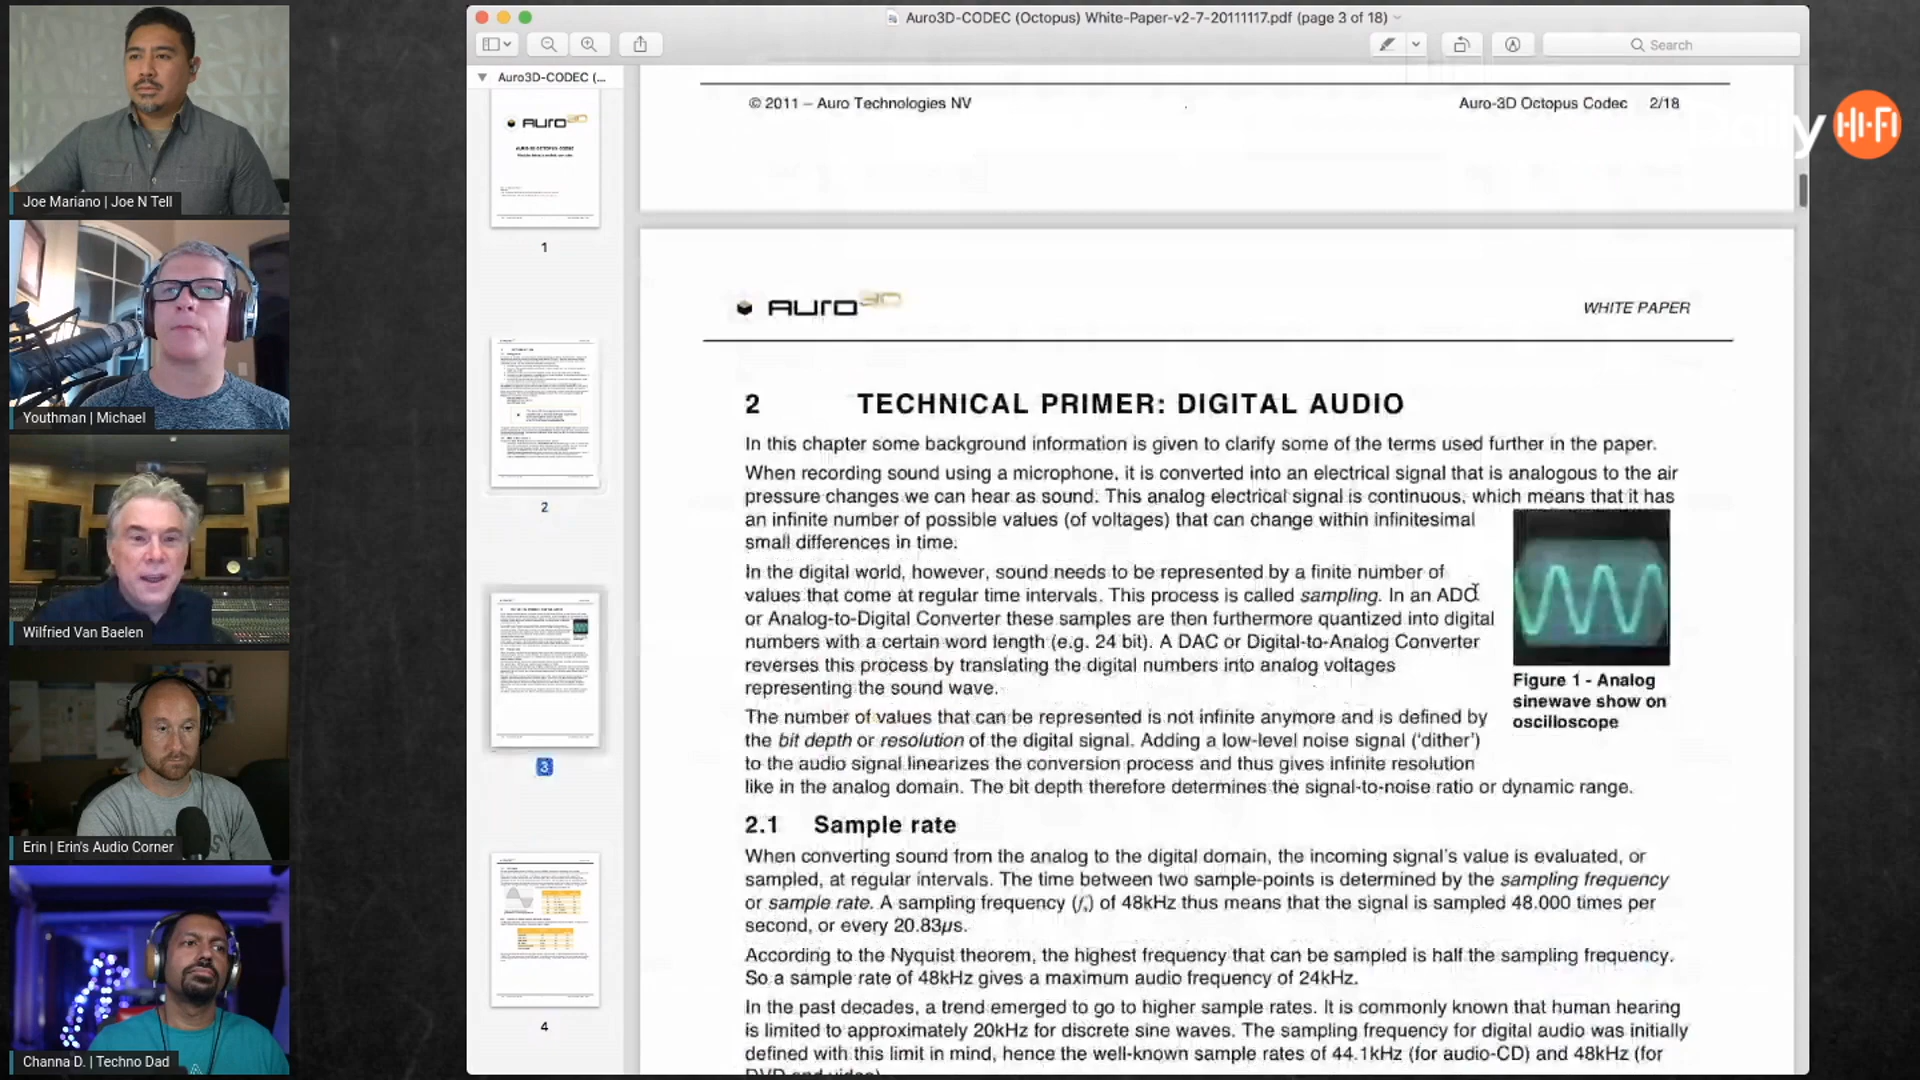 Auro3D-CODEC (Octopus) White-Paper-v2-7-20111117.pdf (page 3 of 18)
Search
Auro3D-CODEC (...
AURO 3D
AURO-3D OCTOPUS CODEC
1
2
3
4
© 2011 – Auro Technologies NV
Auro-3D Octopus Codec 2/18
HI-FI
AURO 3D
WHITE PAPER
2 TECHNICAL PRIMER: DIGITAL AUDIO
In this chapter some background information is given to clarify some of the terms used further in the paper.
When recording sound using a microphone, it is converted into an electrical signal that is analogous to the air
pressure changes we can hear as sound. This analog electrical signal is continuous, which means that it has
an infinite number of possible values (of voltages) that can change within infinitesimal
small differences in time.
In the digital world, however, sound needs to be represented by a finite number of
values that come at regular time intervals. This process is called sampling. In an ADC
or Analog-to-Digital Converter these samples are then furthermore quantized into digital
numbers with a certain word length (e.g. 24 bit). A DAC or Digital-to-Analog Converter
reverses this process by translating the digital numbers into analog voltages
representing the sound wave.
Figure 1 - Analog
sinewave show on
oscilloscope
The number of values that can be represented is not infinite anymore and is defined by
the bit depth or resolution of the digital signal. Adding a low-level noise signal (‘dither’)
to the audio signal linearizes the conversion process and thus gives infinite resolution
like in the analog domain. The bit depth therefore determines the signal-to-noise ratio or dynamic range.
2.1 Sample rate
When converting sound from the analog to the digital domain, the incoming signal's value is evaluated, or
sampled, at regular intervals. The time between two sample-points is determined by the sampling frequency
or sample rate. A sampling frequency (fs) of 48kHz thus means that the signal is sampled 48.000 times per
second, or every 20.83µs.
According to the Nyquist theorem, the highest frequency that can be sampled is half the sampling frequency.
So a sample rate of 48kHz gives a maximum audio frequency of 24kHz.
In the past decades, a trend emerged to go to higher sample rates. It is commonly known that human hearing
is limited to approximately 20kHz for discrete sine waves. The sampling frequency for digital audio was initially
defined with this limit in mind, hence the well-known sample rates of 44.1kHz (for audio-CD) and 48kHz (for
DVD and video)
Joe Mariano | Joe N Tell
Youthman | Michael
Wilfried Van Baelen
Erin | Erin's Audio Corner
Channa D. | Techno Dad